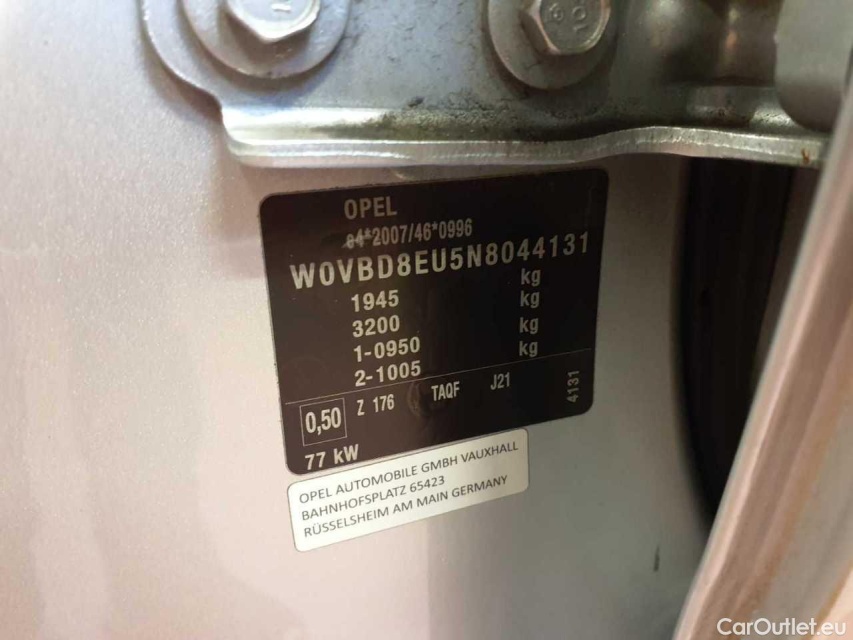 OPEL
e4*2007/46*0996
W0VBD8EU5N8044131
kg
1945 kg
3200 kg
1-0950 kg
2-1005
0,50 Z 176 TAQF J21 4131
77 kW
OPEL AUTOMOBILE GMBH VAUXHALL
BAHNHOFSPLATZ 65423
RÜSSELSHEIM AM MAIN GERMANY
CarOutlet.eu